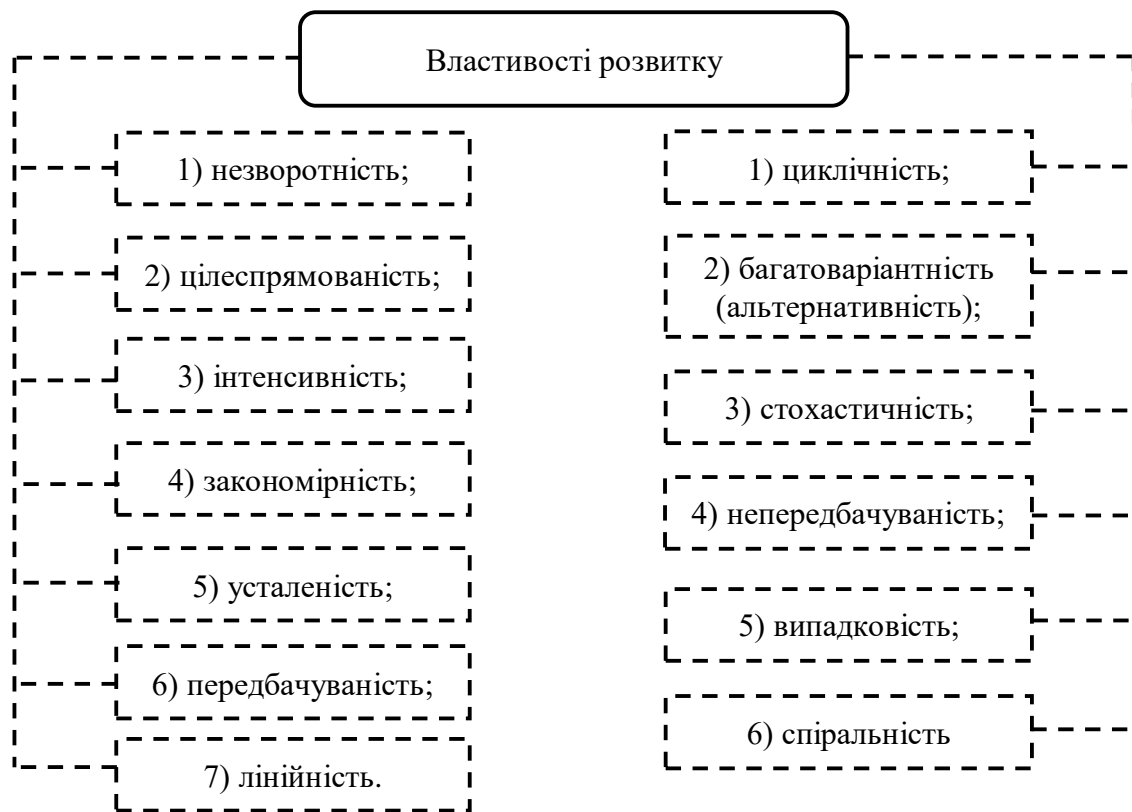 Властивості розвитку
1) незворотність;
2) цілеспрямованість;
3) інтенсивність;
4) закономірність;
5) усталеність;
6) передбачуваність;
7) лінійність.
1) циклічність;
2) багатоваріантність
(альтернативність);
3) стохастичність;
4) непередбачуваність;
5) випадковість;
6) спіральність